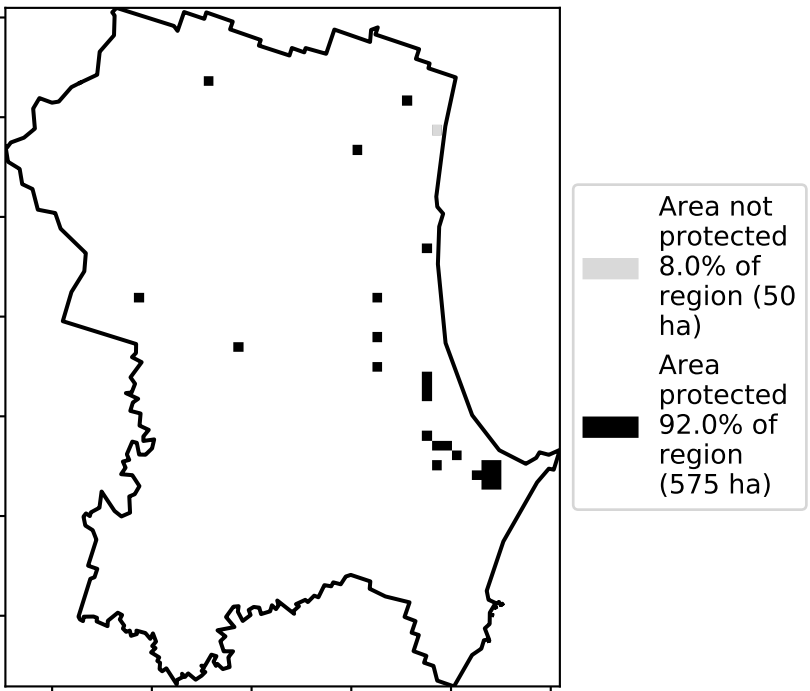 Area not
protected
8.0% of
region (50
ha)
Area
protected
92.0% of
region
(575 ha)